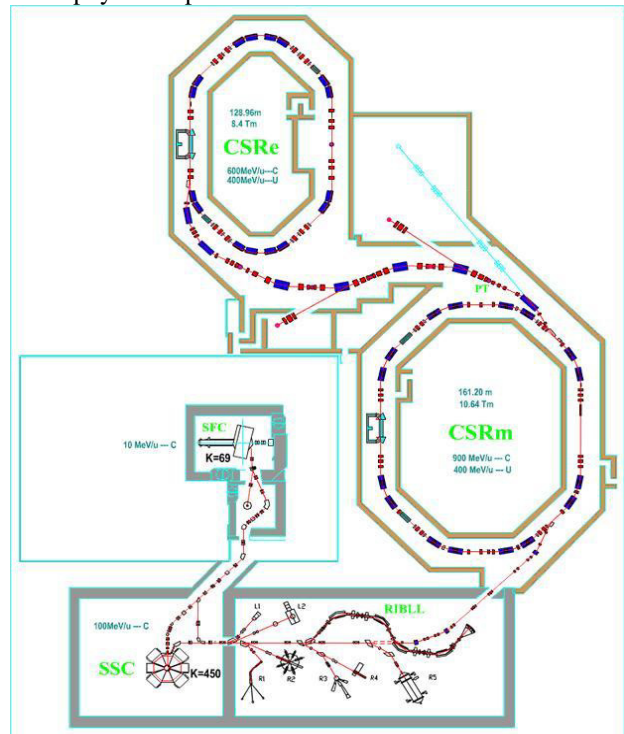 128.96m
8.4 Tm
CSRe
600MeV/u---C
400MeV/u---U
PT
161.20 m
10.64 Tm
CSRm
900 MeV/u --- C
400 MeV/u --- U
SFC
10 MeV/u --- C
K=69
L1
L2
RIBLL
100MeV/u --- C
SSC
K=450
R1
R2
R3
R4
R5